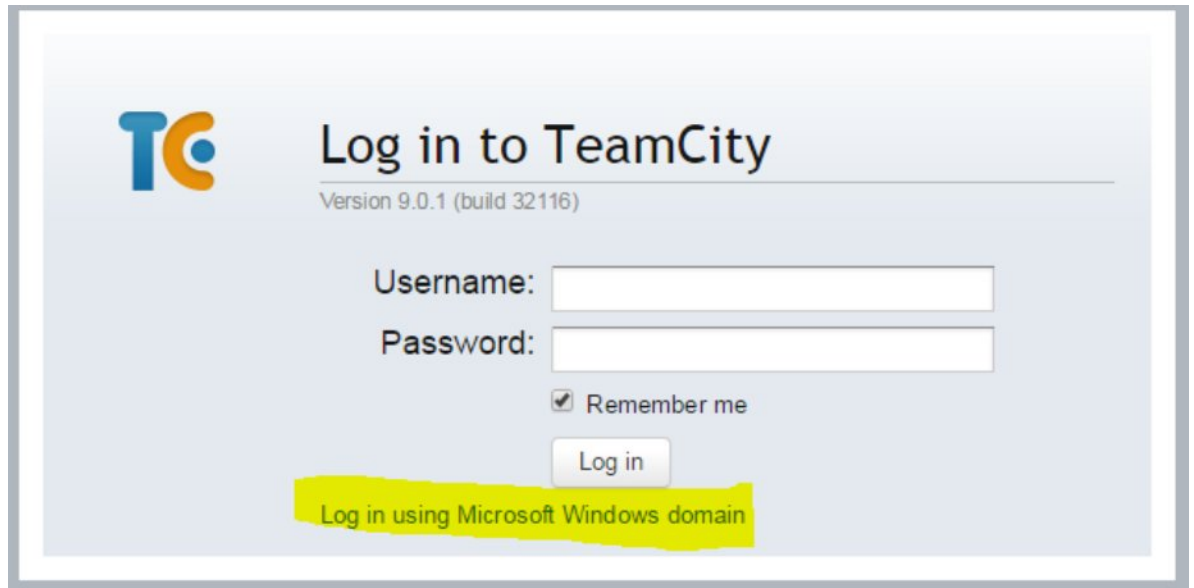 TC
Log in to TeamCity
Version 9.0.1 (build 32116)
Username:
Password:
Remember me
Log in
Log in using Microsoft Windows domain